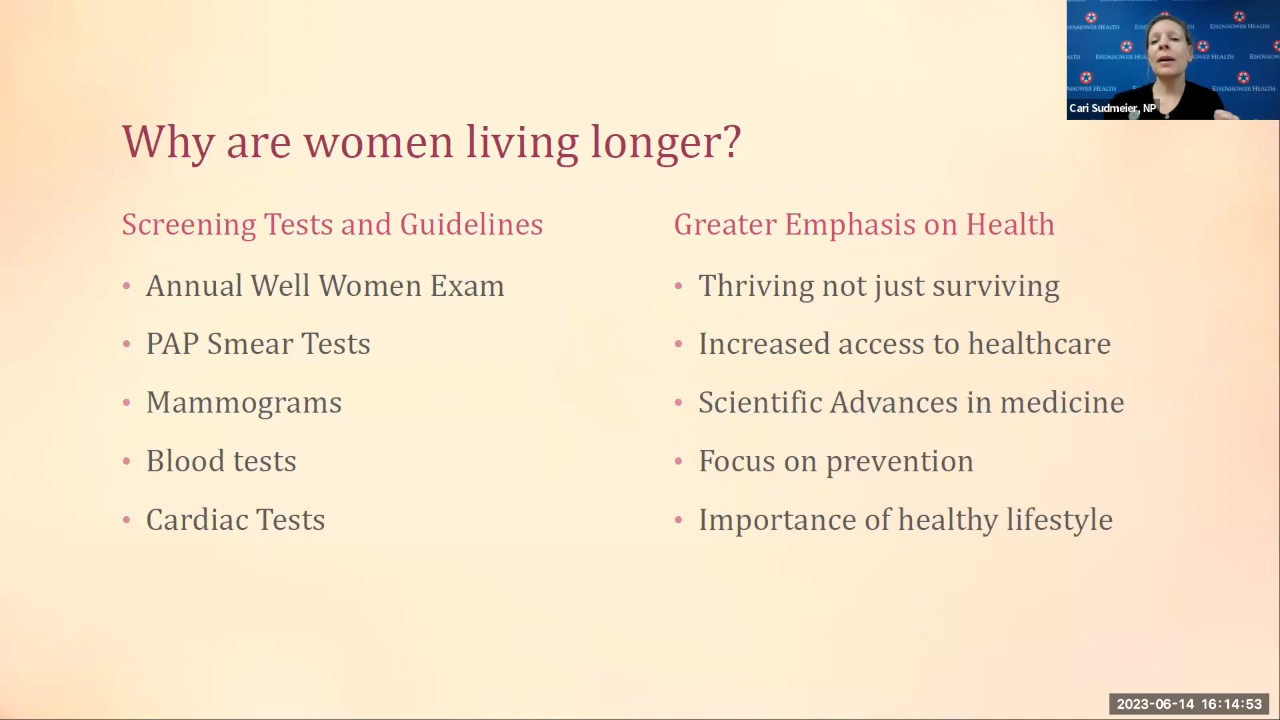 Why are women living longer?
Screening Tests and Guidelines
• Annual Well Women Exam
• PAP Smear Tests
• Mammograms
• Blood tests
• Cardiac Tests
Greater Emphasis on Health
• Thriving not just surviving
• Increased access to healthcare
• Scientific Advances in medicine
• Focus on prevention
• Importance of healthy lifestyle
EISENHOWER HEALTH
Cari Sudmeier, NP
2023-06-14 16:14:53